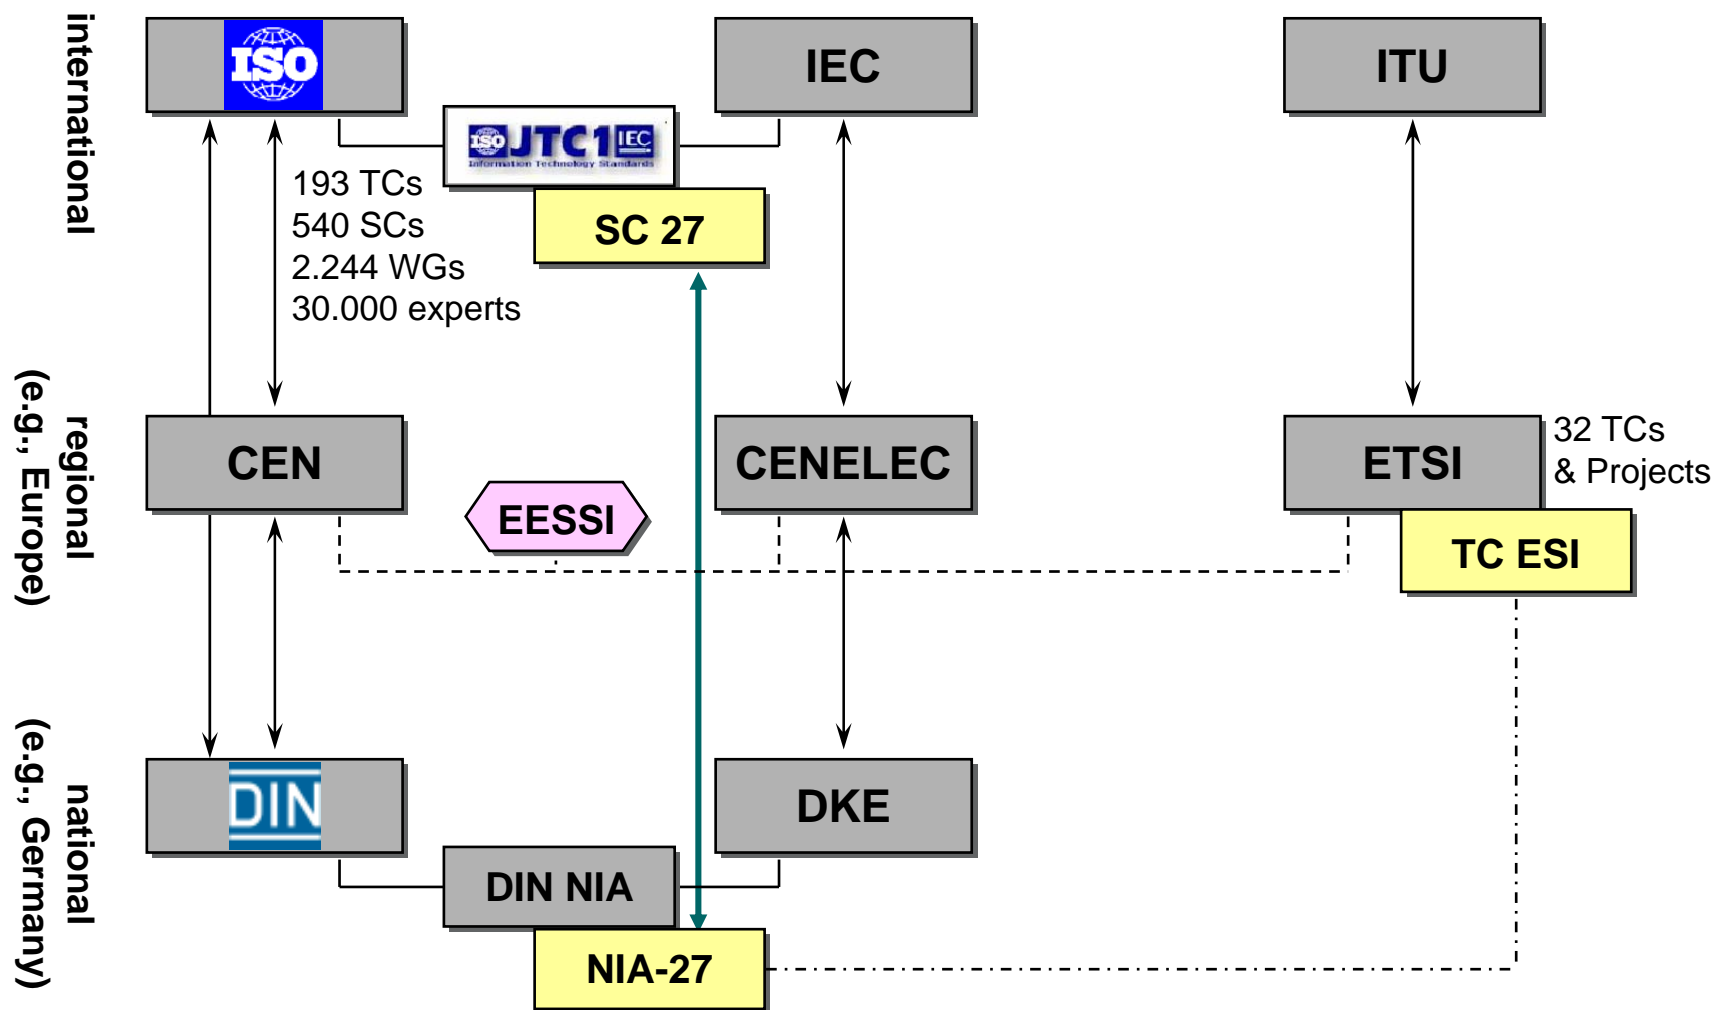 international
ISO
IEC
ITU
ISO JTC1 IEC
Information Technology Standards
193 TCs
540 SCs
2.244 WGs
30.000 experts
SC 27
regional
(e.g., Europe)
CEN
CENELEC
ETSI
32 TCs
& Projects
EESSI
TC ESI
national
(e.g., Germany)
DIN
DKE
DIN NIA
NIA-27